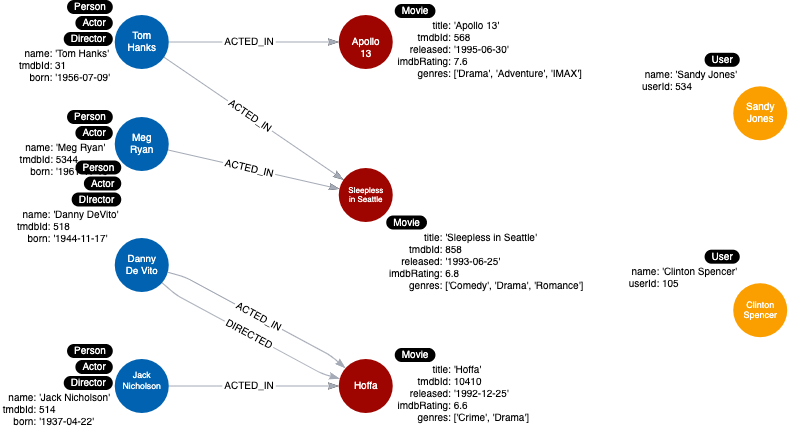 Person
Actor
Director
name: 'Tom Hanks'
tmdbId: 31
born: '1956-07-09'
Tom
Hanks
ACTED_IN
Apollo
13
Movie
title: 'Apollo 13'
tmdbId: 568
released: '1995-06-30'
imdbRating: 7.6
genres: ['Drama', 'Adventure', 'IMAX']
User
name: 'Sandy Jones'
userId: 534
Sandy
Jones
ACTED_IN
Person
Actor
name: 'Meg Ryan'
tmdbId: 5344
born: '1961
Meg
Ryan
ACTED_IN
Sleepless
in Seattle
Movie
title: 'Sleepless in Seattle'
tmdbId: 858
released: '1993-06-25'
imdbRating: 6.8
genres: ['Comedy', 'Drama', 'Romance']
Person
Actor
Director
name: 'Danny DeVito'
tmdbId: 518
born: '1944-11-17'
Danny
De Vito
ACTED_IN
DIRECTED
User
name: 'Clinton Spencer'
userId: 105
Clinton
Spencer
Person
Actor
Director
name: 'Jack Nicholson'
tmdbId: 514
born: '1937-04-22'
Jack
Nicholson
ACTED_IN
Hoffa
Movie
title: 'Hoffa'
tmdbId: 10410
released: '1992-12-25'
imdbRating: 6.6
genres: ['Crime', 'Drama']